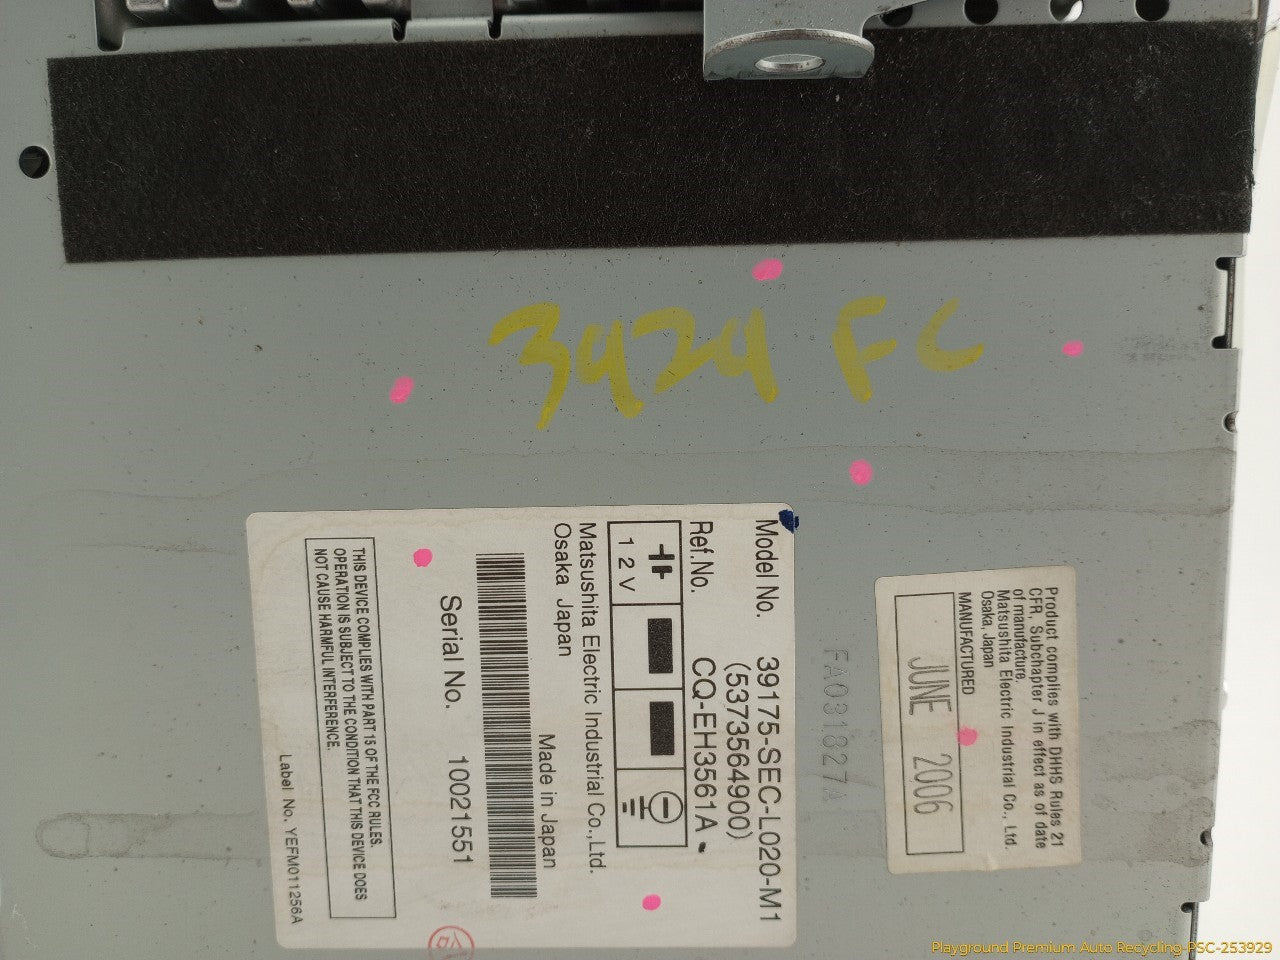 3929 FC
Product complies with DHHS Rules 21
CFR, Subchapter J in effect as of date
of manufacture.
Matsushita Electric Industrial Co., Ltd.
Osaka, Japan
MANUFACTURED
JUNE 2006
FA031827A
Model No. 39175-SEC-L020-M1
(5373564900)
Ref.No. CQ-EH3561A
12V
Matsushita Electric Industrial Co.,Ltd.
Osaka Japan
Made in Japan
Serial No. 10021551
THIS DEVICE COMPLIES WITH PART 15 OF THE FCC RULES.
OPERATION IS SUBJECT TO THE CONDITION THAT THIS DEVICE DOES
NOT CAUSE HARMFUL INTERFERENCE.
Label No. YEFM011256A
Playground Premium Auto Recycling-PSC-253929